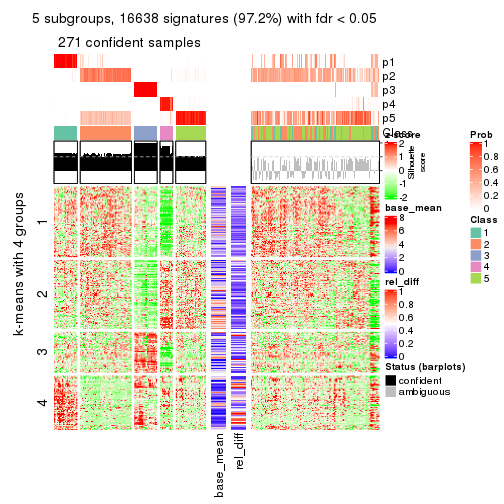 5 subgroups, 16638 signatures (97.2%) with fdr < 0.05
271 confident samples
p1
p2
p3
p4
p5
Class
k-means with 4 groups
1
2
3
4
base_mean
rel_diff
z-score
2
1
0
-1
-2
Silhouette
score
base_mean
8
6
4
2
0
rel_diff
1
0.8
0.6
0.4
0.2
0
Status (barplots)
confident
ambiguous
Prob
1
0.8
0.6
0.4
0.2
0
Class
1
2
3
4
5